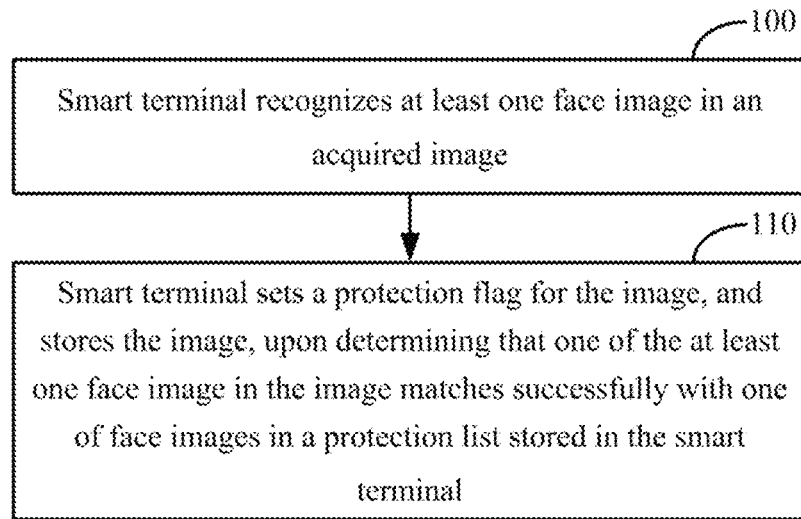 100
Smart terminal recognizes at least one face image in an
acquired image
110
Smart terminal sets a protection flag for the image, and
stores the image, upon determining that one of the at least
one face image in the image matches successfully with one
of face images in a protection list stored in the smart
terminal